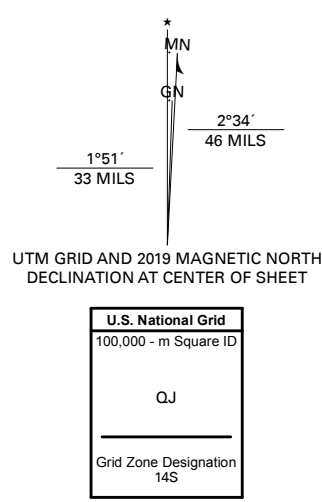 ★
MN
GN
2°34´
46 MILS
1°51´
33 MILS
UTM GRID AND 2019 MAGNETIC NORTH
DECLINATION AT CENTER OF SHEET
U.S. National Grid
100,000 - m Square ID
QJ
Grid Zone Designation
14S